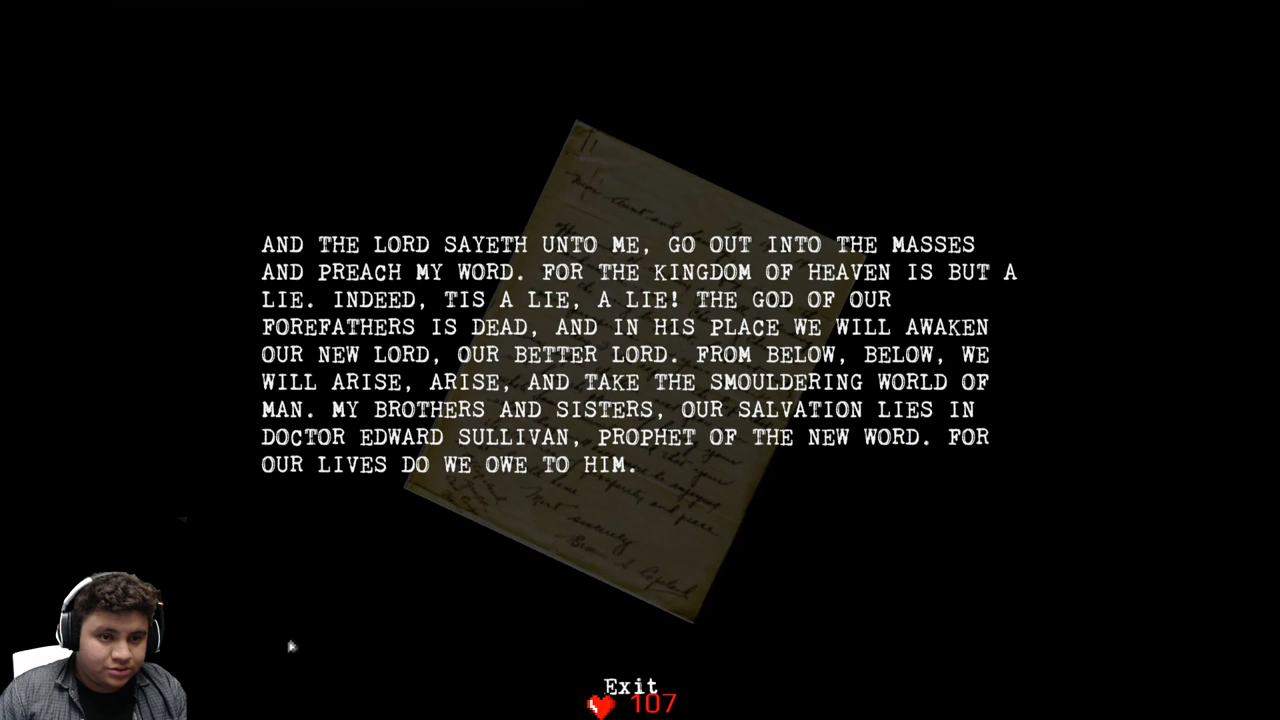 AND THE LORD SAYETH UNTO ME, GO OUT INTO THE MASSES
AND PREACH MY WORD. FOR THE KINGDOM OF HEAVEN IS BUT A
LIE. INDEED, TIS A LIE, A LIE! THE GOD OF OUR
FOREFATHERS IS DEAD, AND IN HIS PLACE WE WILL AWAKEN
OUR NEW LORD, OUR BETTER LORD. FROM BELOW, BELOW, WE
WILL ARISE, ARISE, AND TAKE THE SMOULDERING WORLD OF
MAN. MY BROTHERS AND SISTERS, OUR SALVATION LIES IN
DOCTOR EDWARD SULLIVAN, PROPHET OF THE NEW WORD. FOR
OUR LIVES DO WE OWE TO HIM.
Most sincerely
Exit
107